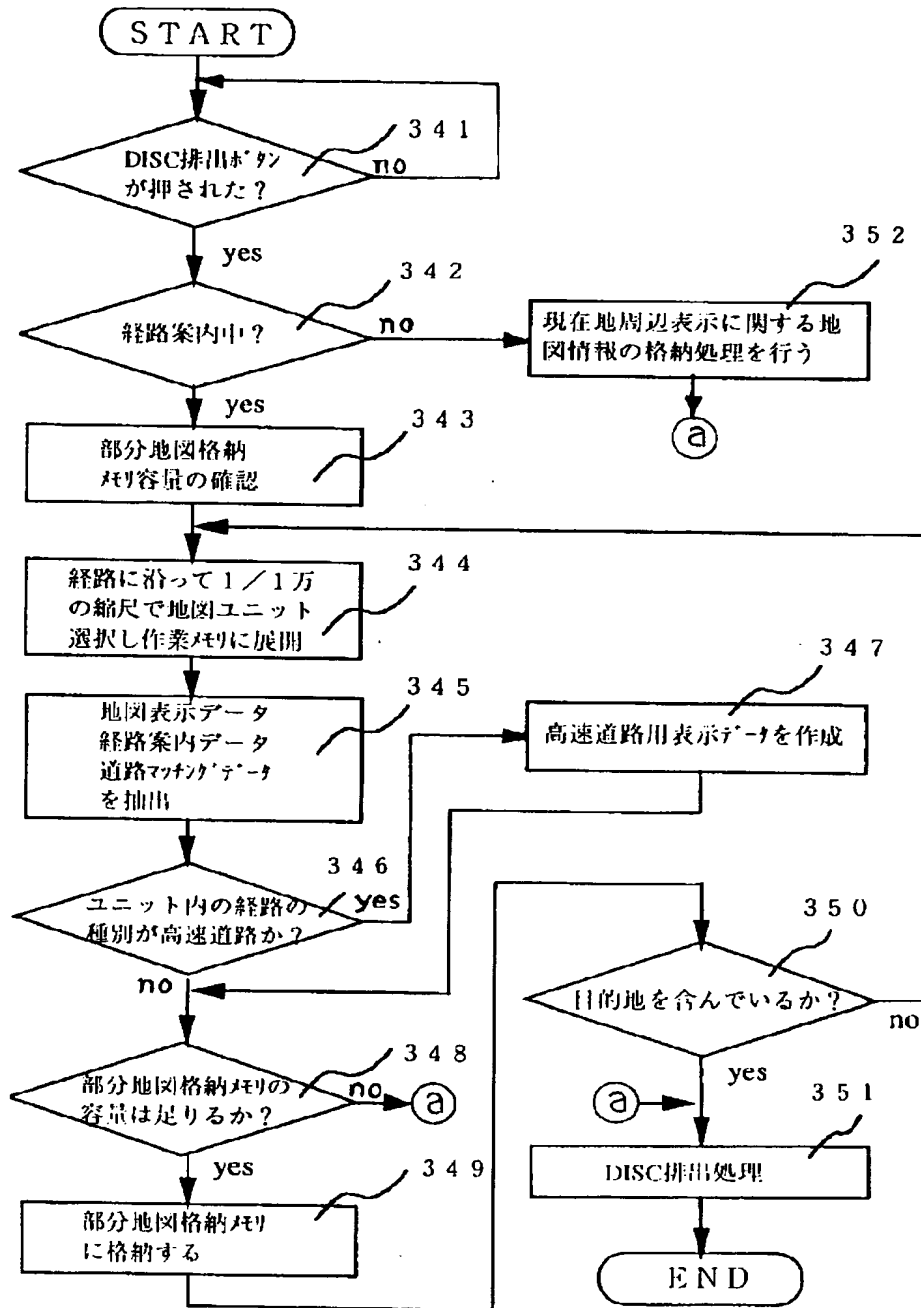 START
341
DISC排出ボタン
が押された?
no
yes
342
経路案内中?
no
352
現在地周辺表示に関する地
図情報の格納処理を行う
a
yes
343
部分地図格納
メモリ容量の確認
344
経路に沿って1/1万
の縮尺で地図ユニット
選択し作業メモリに展開
345
地図表示データ
経路案内データ
道路マッチングデータ
を抽出
347
高速道路用表示データを作成
346
ユニット内の経路の
種別が高速道路か?
yes
no
350
目的地を含んでいるか?
no
yes
348
部分地図格納メモリの
容量は足りるか?
no
a
yes
349
部分地図格納メモリ
に格納する
a
351
DISC排出処理
END